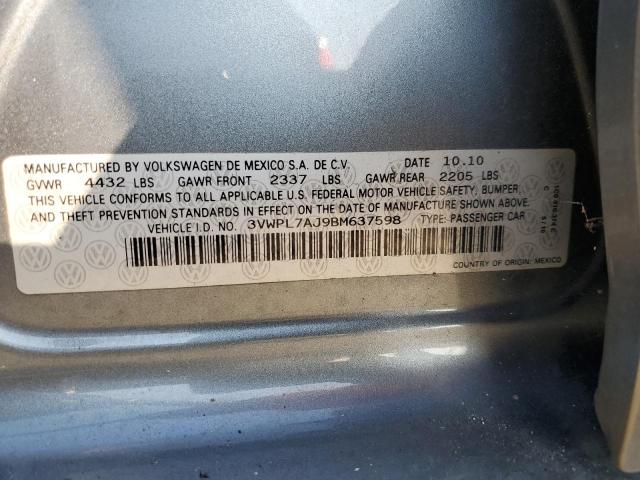 MANUFACTURED BY VOLKSWAGEN DE MEXICO S.A. DE C.V. DATE 10.10
GVWR 4432 LBS GAWR FRONT 2337 LBS GAWR REAR 2205 LBS
THIS VEHICLE CONFORMS TO ALL APPLICABLE U.S. FEDERAL MOTOR VEHICLE SAFETY, BUMPER,
AND THEFT PREVENTION STANDARDS IN EFFECT ON THE DATE OF MANUFACTURE SHOWN ABOVE.
VEHICLE I.D. NO. 3VWPL7AJ9BM637598 TYPE: PASSENGER CAR
COUNTRY OF ORIGIN: MEXICO